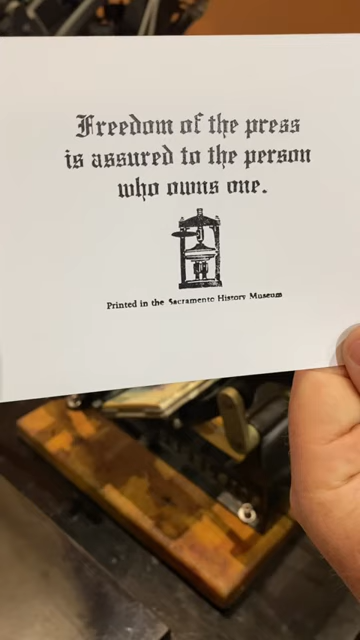 Freedom of the press
is assured to the person
who owns one.
Printed in the Sacramento History Museum